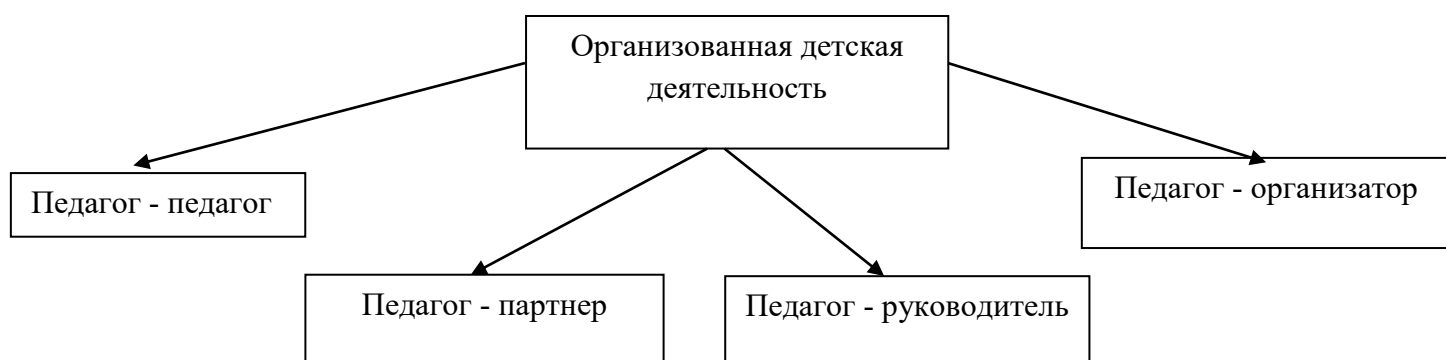 Организованная детская
деятельность
Педагог - педагог
Педагог - организатор
Педагог - партнер
Педагог - руководитель